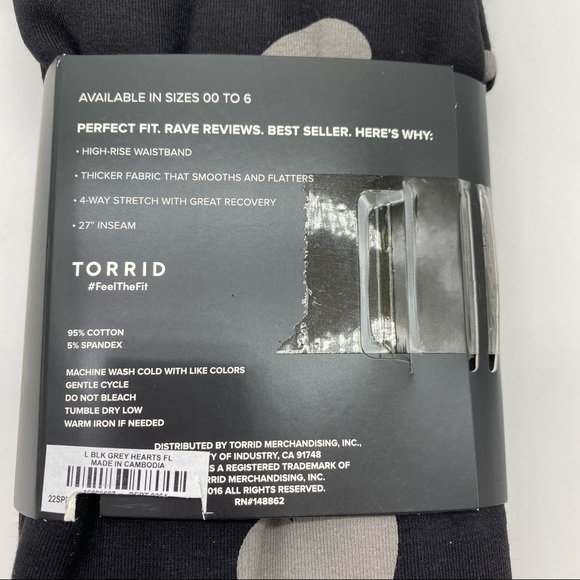 AVAILABLE IN SIZES 00 TO 6
PERFECT FIT. RAVE REVIEWS. BEST SELLER. HERE'S WHY:
• HIGH-RISE WAISTBAND
• THICKER FABRIC THAT SMOOTHS AND FLATTERS
• 4-WAY STRETCH WITH GREAT RECOVERY
• 27" INSEAM
TORRID
#FeelTheFit
95% COTTON
5% SPANDEX
MACHINE WASH COLD WITH LIKE COLORS
GENTLE CYCLE
DO NOT BLEACH
TUMBLE DRY LOW
WARM IRON IF NEEDED
DISTRIBUTED BY TORRID MERCHANDISING, INC.,
OF INDUSTRY, CA 91748
A REGISTERED TRADEMARK OF
MERCHANDISING, INC.
ALL RIGHTS RESERVED.
RN#148862
L BLK GREY HEARTS FL
MADE IN CAMBODIA